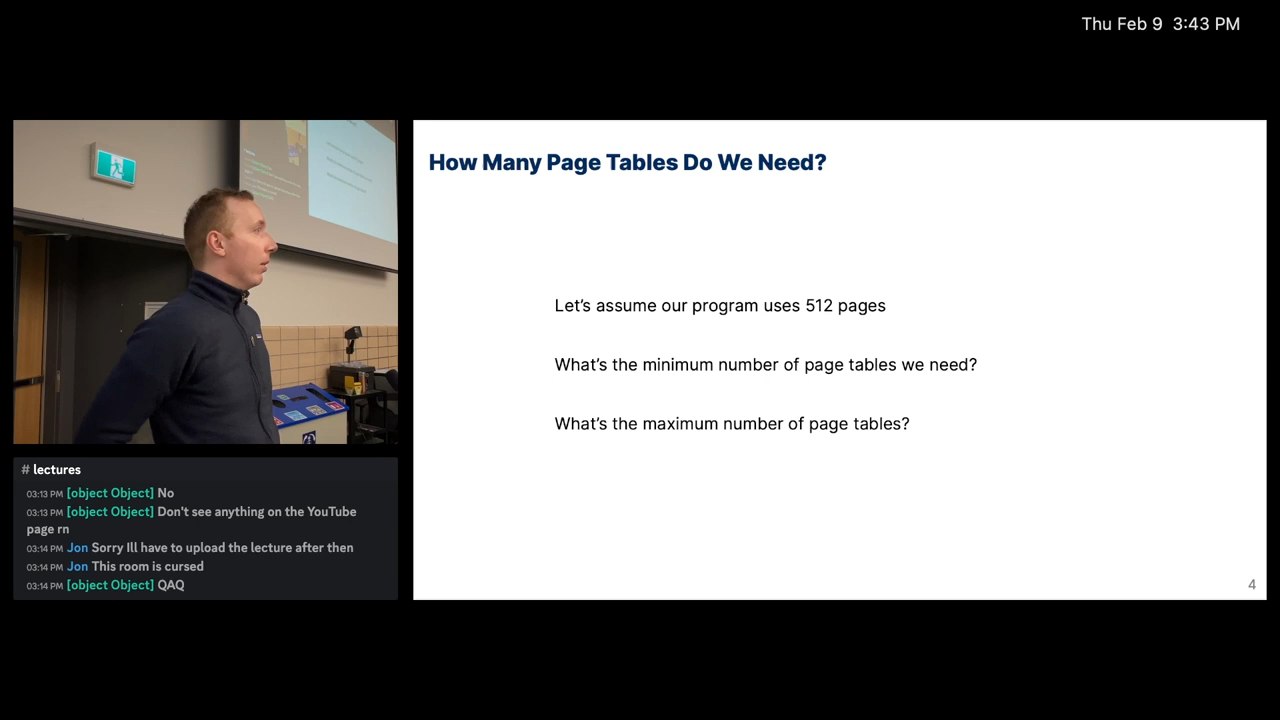 Thu Feb 9 3:43 PM
How Many Page Tables Do We Need?
Let’s assume our program uses 512 pages
What’s the minimum number of page tables we need?
What’s the maximum number of page tables?
4
# lectures
03:13 PM [object Object] No
03:13 PM [object Object] Don't see anything on the YouTube
page rn
03:14 PM Jon Sorry Ill have to upload the lecture after then
03:14 PM Jon This room is cursed
03:14 PM [object Object] QAQ